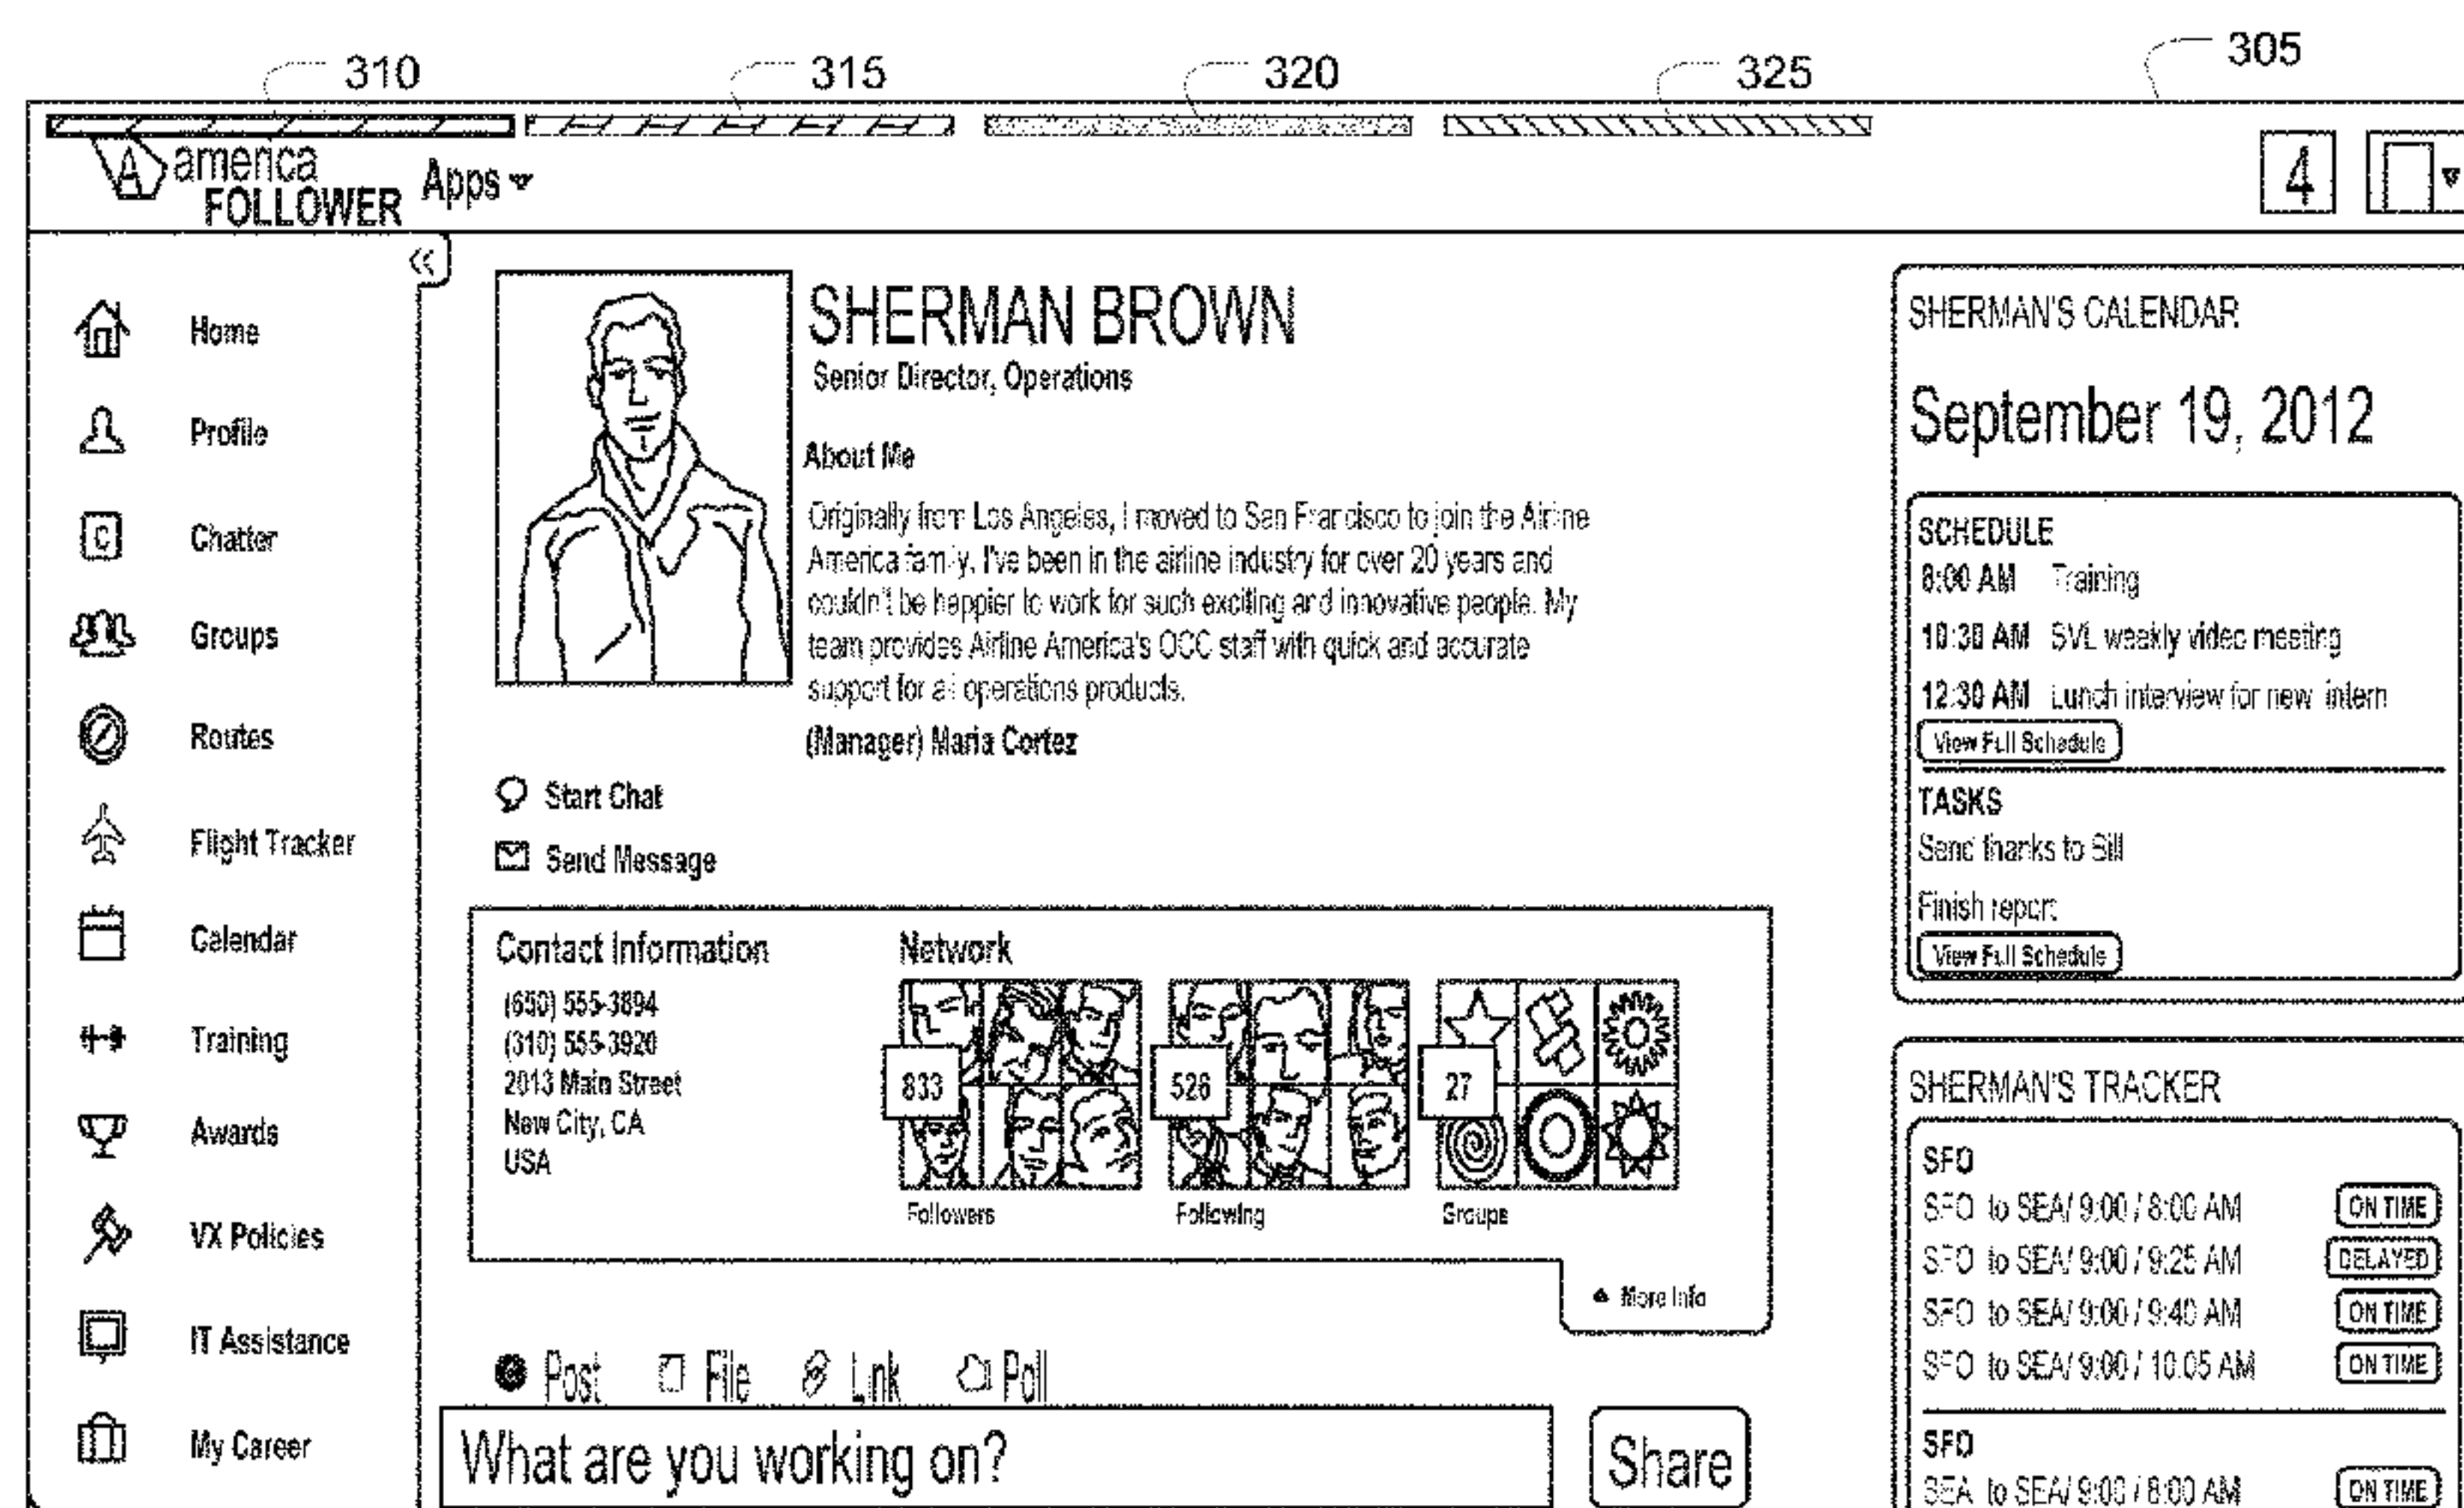 310
315
320
325
305
A america
FOLLOWER
Apps
4
«
Home
Profile
C Chatter
Groups
Routes
Flight Tracker
Calendar
Training
Awards
VX Policies
IT Assistance
My Career
SHERMAN BROWN
Senior Director, Operations
About Me
Originally from Los Angeles, I moved to San Francisco to join the Airline
America family. I've been in the airline industry for over 20 years and
couldn't be happier to work for such exciting and innovative people. My
team provides Airline America's OCC staff with quick and accurate
support for all operations products.
(Manager) Maria Cortez
Start Chat
Send Message
Contact Information
(650) 555-3894
(310) 555-3920
2013 Main Street
New City, CA
USA
Network
833
526
27
Followers
Following
Groups
More Info
Post
File
Link
Poll
What are you working on?
Share
SHERMAN'S CALENDAR
September 19, 2012
SCHEDULE
8:00 AM Training
10:30 AM SVL weekly video meeting
12:30 AM Lunch interview for new intern
View Full Schedule
TASKS
Send thanks to Bill
Finish report
View Full Schedule
SHERMAN'S TRACKER
SFO
SFO to SEA/ 9:00 / 8:00 AM ON TIME
SFO to SEA/ 9:00 / 9:25 AM DELAYED
SFO to SEA/ 9:00 / 9:40 AM ON TIME
SFO to SEA/ 9:00 / 10:05 AM ON TIME
SFO
SEA to SEA/ 9:00 / 8:00 AM ON TIME